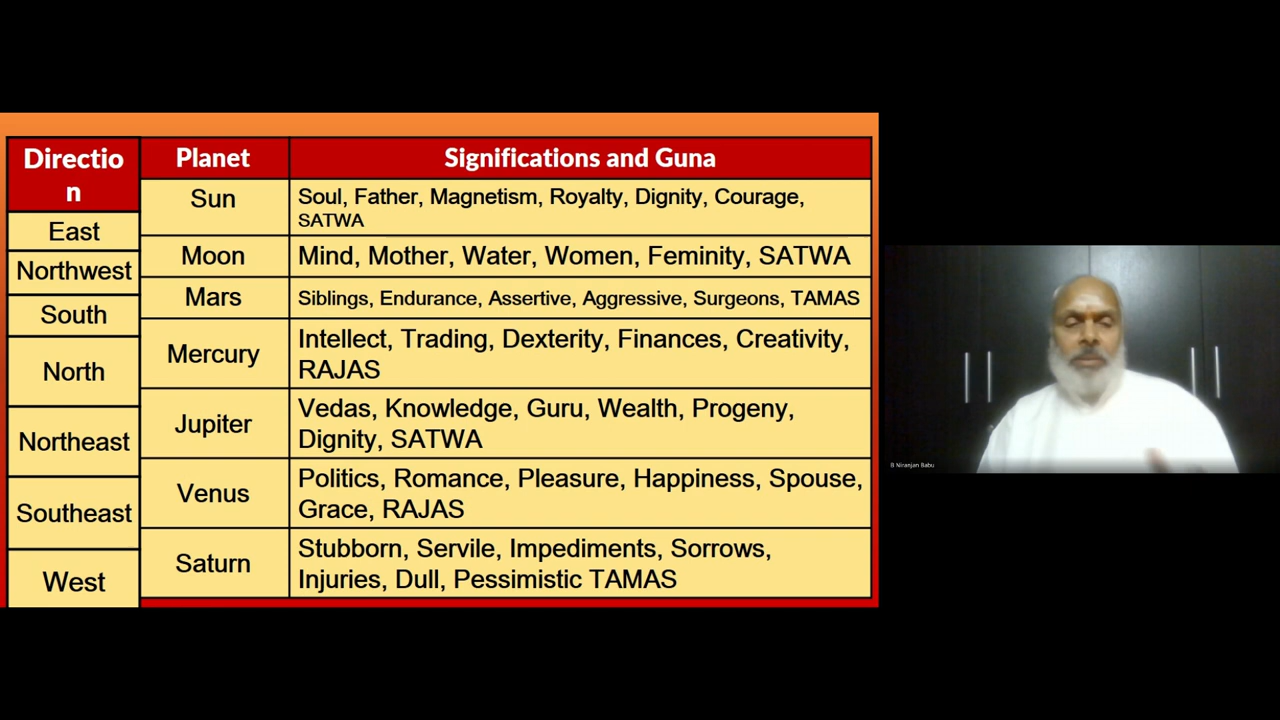 Directio
n
Planet
Significations and Guna
East
Sun
Soul, Father, Magnetism, Royalty, Dignity, Courage,
SATWA
Northwest
Moon
Mind, Mother, Water, Women, Feminity, SATWA
South
Mars
Siblings, Endurance, Assertive, Aggressive, Surgeons, TAMAS
North
Mercury
Intellect, Trading, Dexterity, Finances, Creativity,
RAJAS
Northeast
Jupiter
Vedas, Knowledge, Guru, Wealth, Progeny,
Dignity, SATWA
Southeast
Venus
Politics, Romance, Pleasure, Happiness, Spouse,
Grace, RAJAS
West
Saturn
Stubborn, Servile, Impediments, Sorrows,
Injuries, Dull, Pessimistic TAMAS
B Niranjan Babu